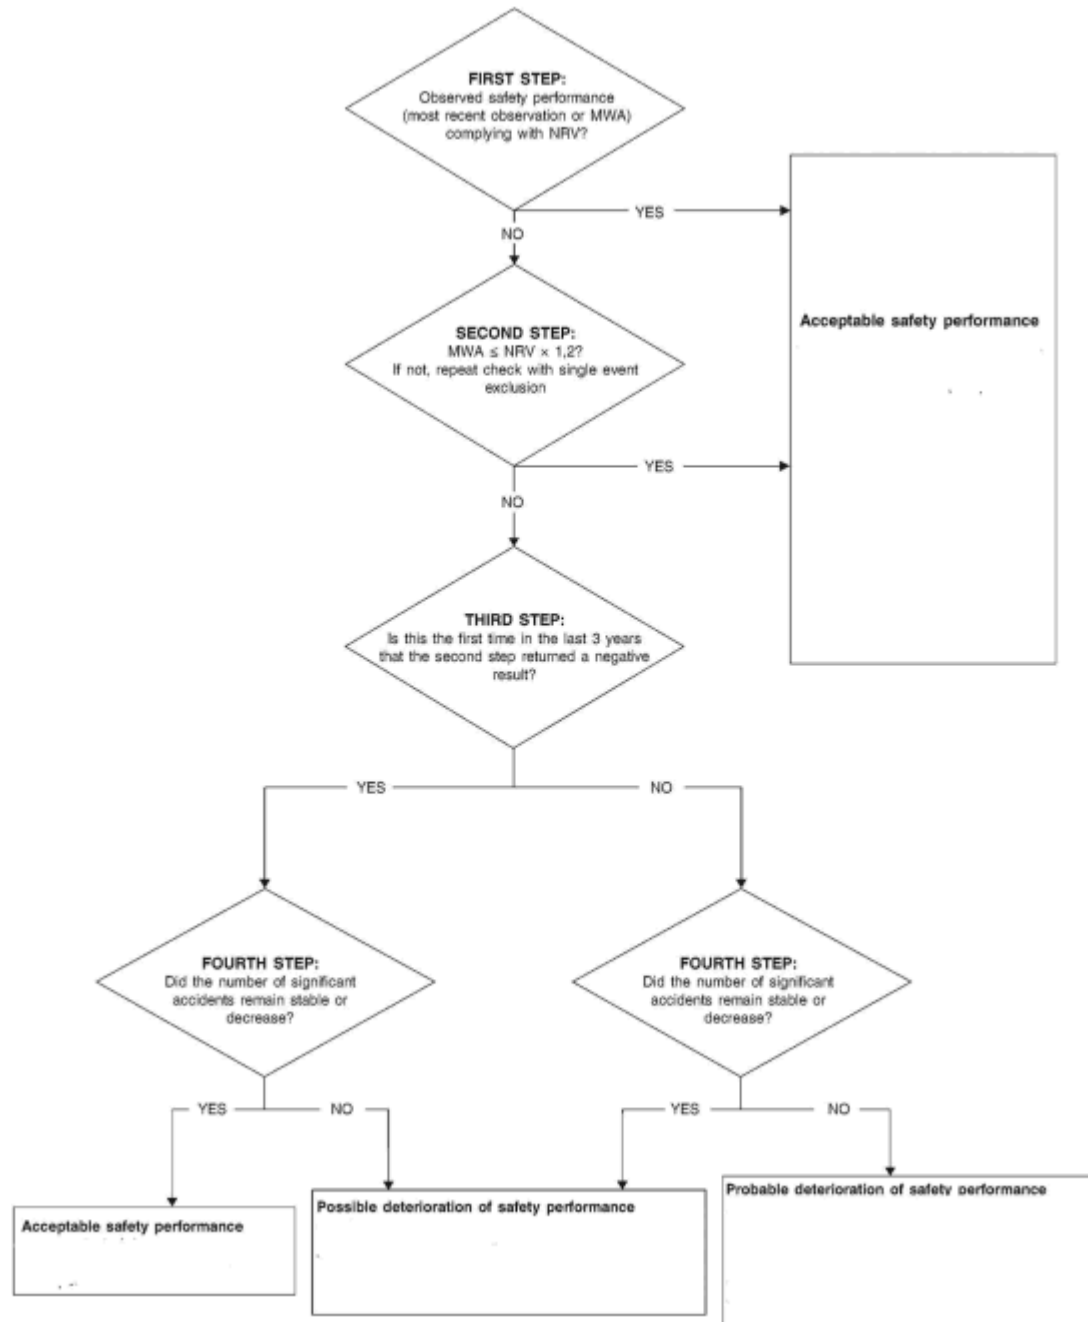 FIRST STEP:
Observed safety performance
(most recent observation or MWA)
complying with NRV?
YES
NO
SECOND STEP:
MWA ≤ NRV × 1,2?
If not, repeat check with single event
exclusion
Acceptable safety performance
YES
NO
THIRD STEP:
Is this the first time in the last 3 years
that the second step returned a negative
result?
YES
NO
FOURTH STEP:
Did the number of significant
accidents remain stable or
decrease?
FOURTH STEP:
Did the number of significant
accidents remain stable or
decrease?
YES
NO
YES
NO
Acceptable safety performance
Possible deterioration of safety performance
Probable deterioration of safety performance